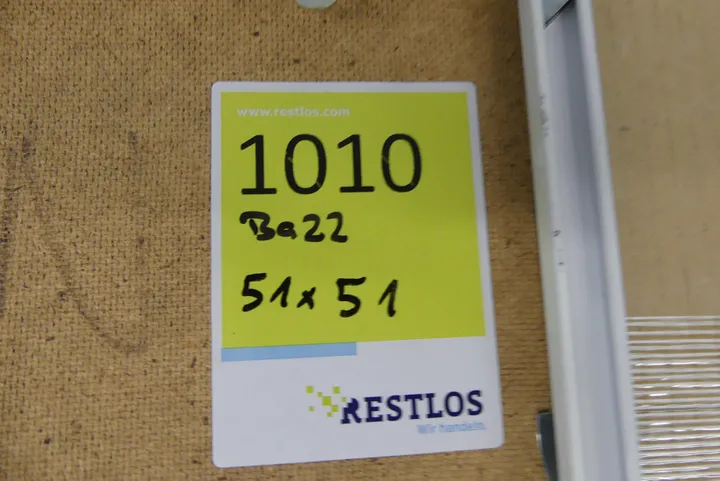 www.restlos.com
1010
Ba22
51x51
RESTLOS
Wir handeln.